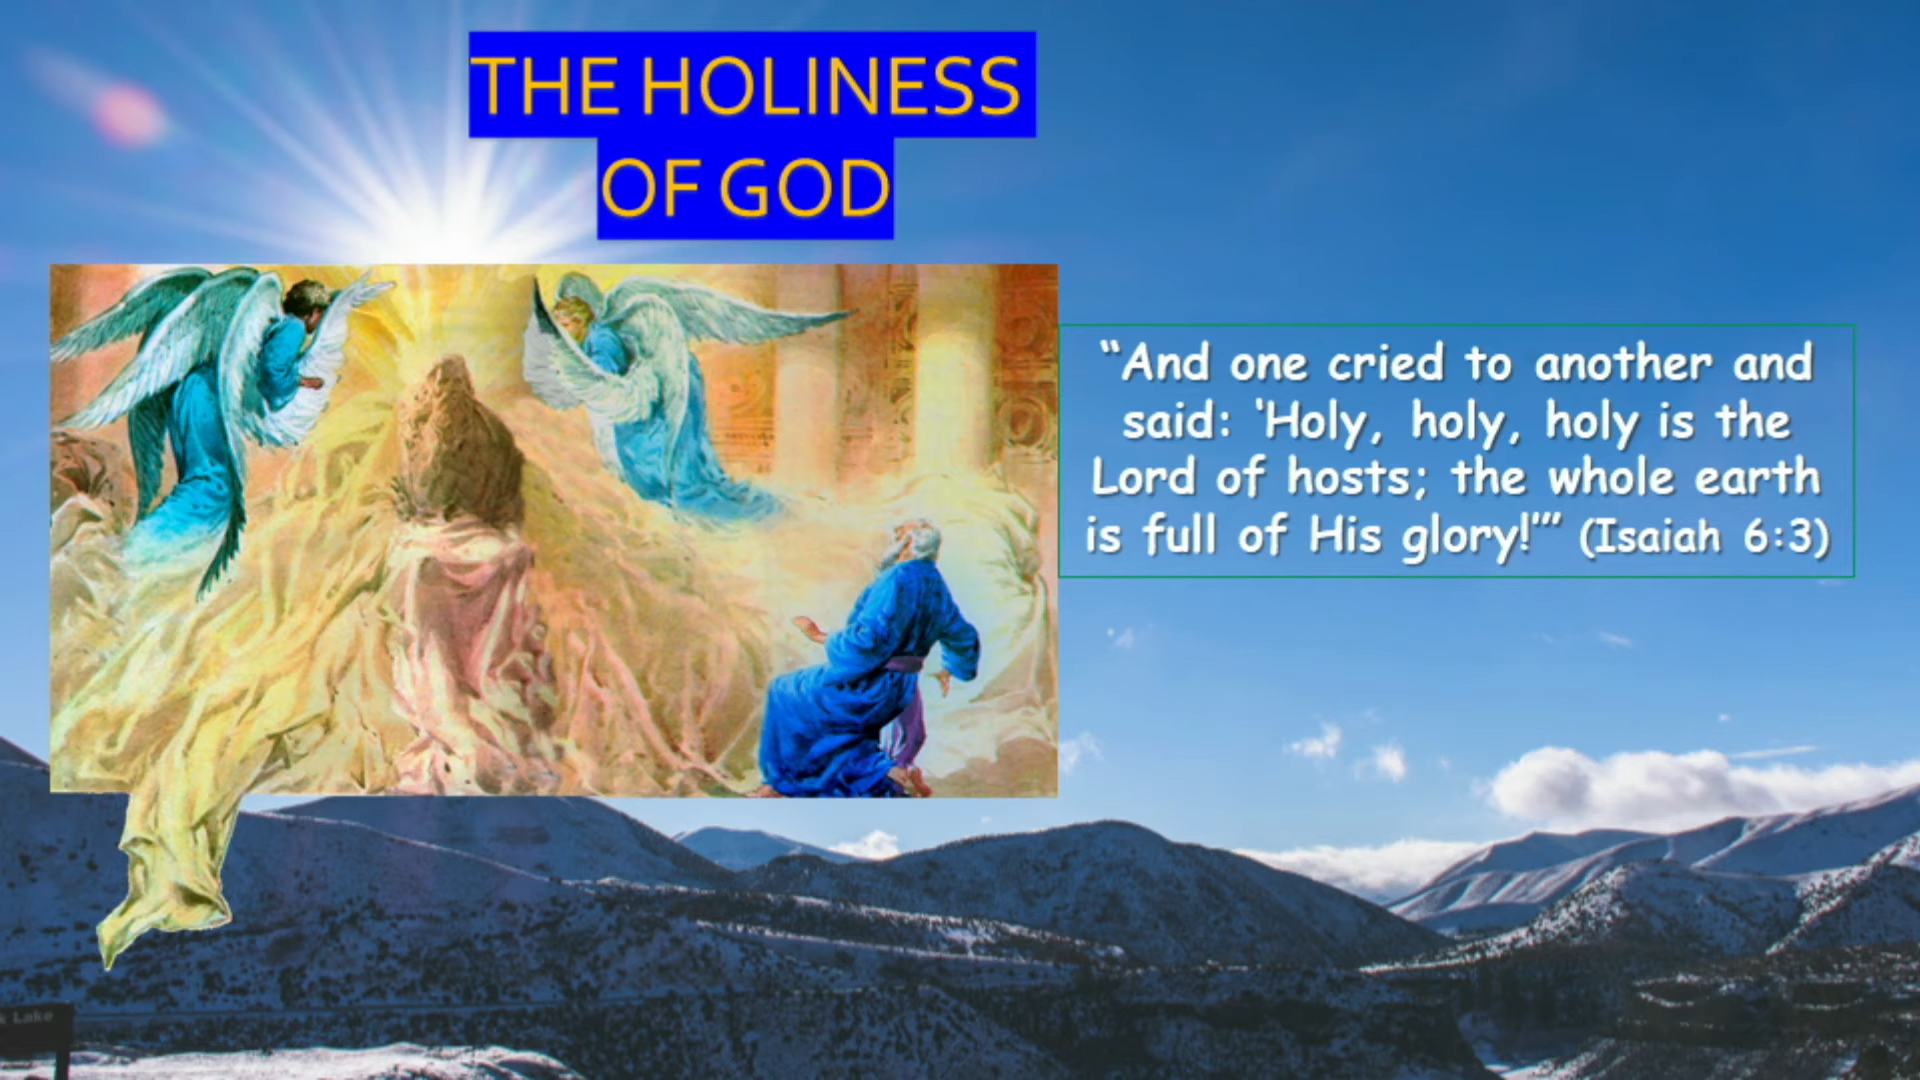 THE HOLINESS
OF GOD
“And one cried to another and
said: ‘Holy, holy, holy is the
Lord of hosts; the whole earth
is full of His glory!’” (Isaiah 6:3)
Lake